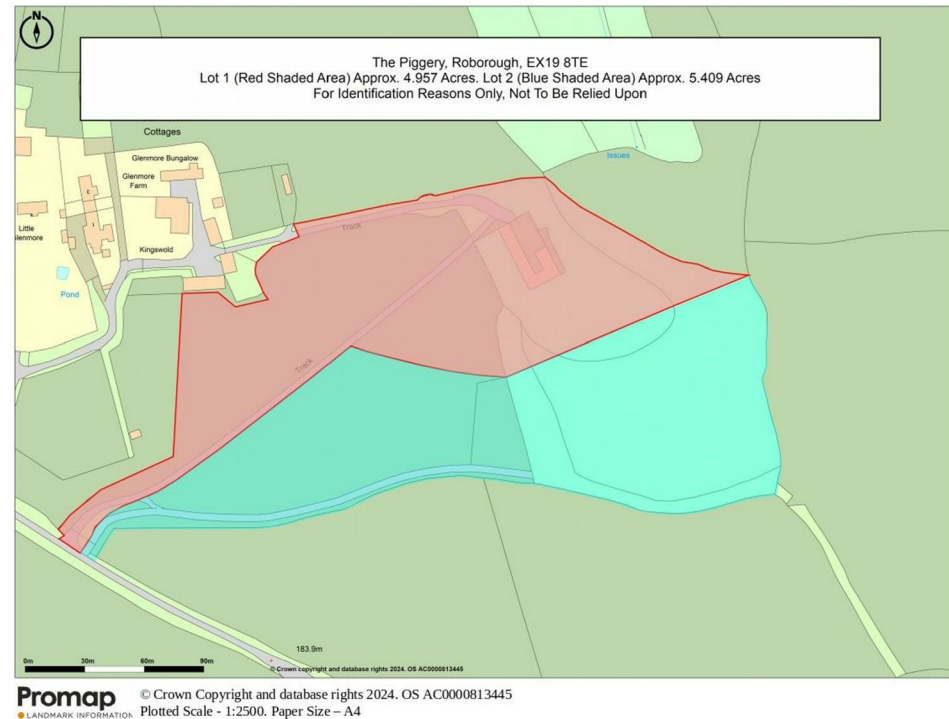 N
The Piggery, Roborough, EX19 8TE
Lot 1 (Red Shaded Area) Approx. 4.957 Acres. Lot 2 (Blue Shaded Area) Approx. 5.409 Acres
For Identification Reasons Only, Not To Be Relied Upon
Cottages
Issues
Glenmore Bungalow
Glenmore
Farm
Little
Kingswold
Track
Pond
Track
183.9m
0m 30m 60m 90m
© Crown copyright and database rights 2024. OS AC0000813445
Promap
LANDMARK INFORMATION
© Crown Copyright and database rights 2024. OS AC0000813445
Plotted Scale - 1:2500. Paper Size – A4